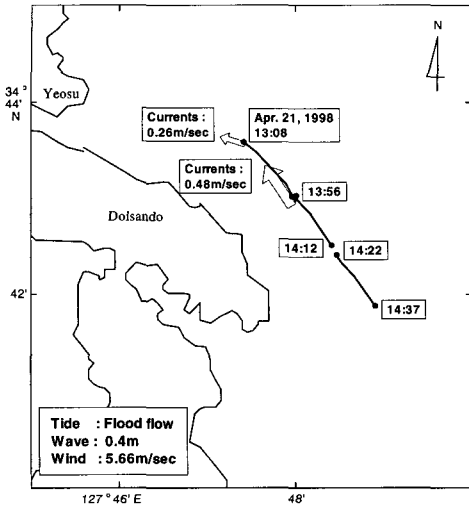 N
34°
44'
N
Yeosu
Currents :
0.26m/sec
Apr. 21, 1998
13:08
Currents :
0.48m/sec
13:56
Dolsando
14:12
14:22
42'
14:37
Tide : Flood flow
Wave : 0.4m
Wind : 5.66m/sec
127° 46' E
48'